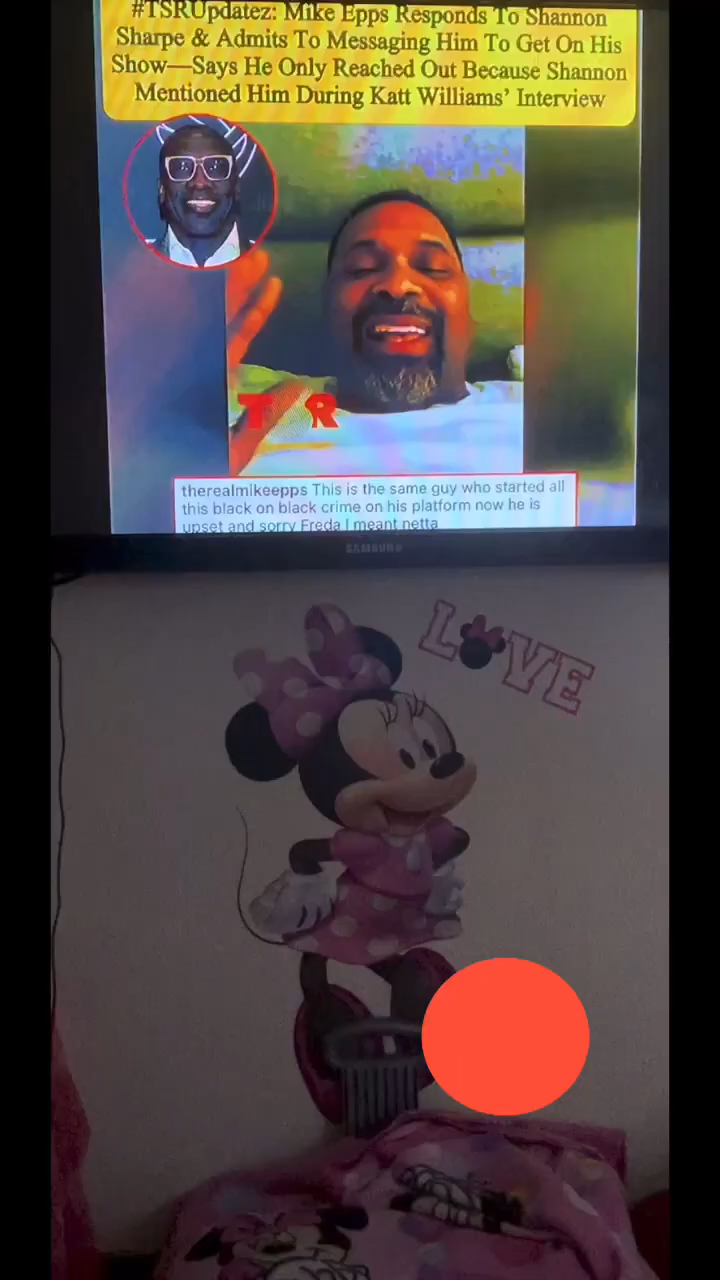 #TSRUpdatez: Mike Epps Responds To Shannon
Sharpe & Admits To Messaging Him To Get On His
Show—Says He Only Reached Out Because Shannon
Mentioned Him During Katt Williams' Interview
T R
therealmikeepps This is the same guy who started all
this black on black crime on his platform now he is
upset and sorry Freda I meant netta
SAMSUNG
LOVE